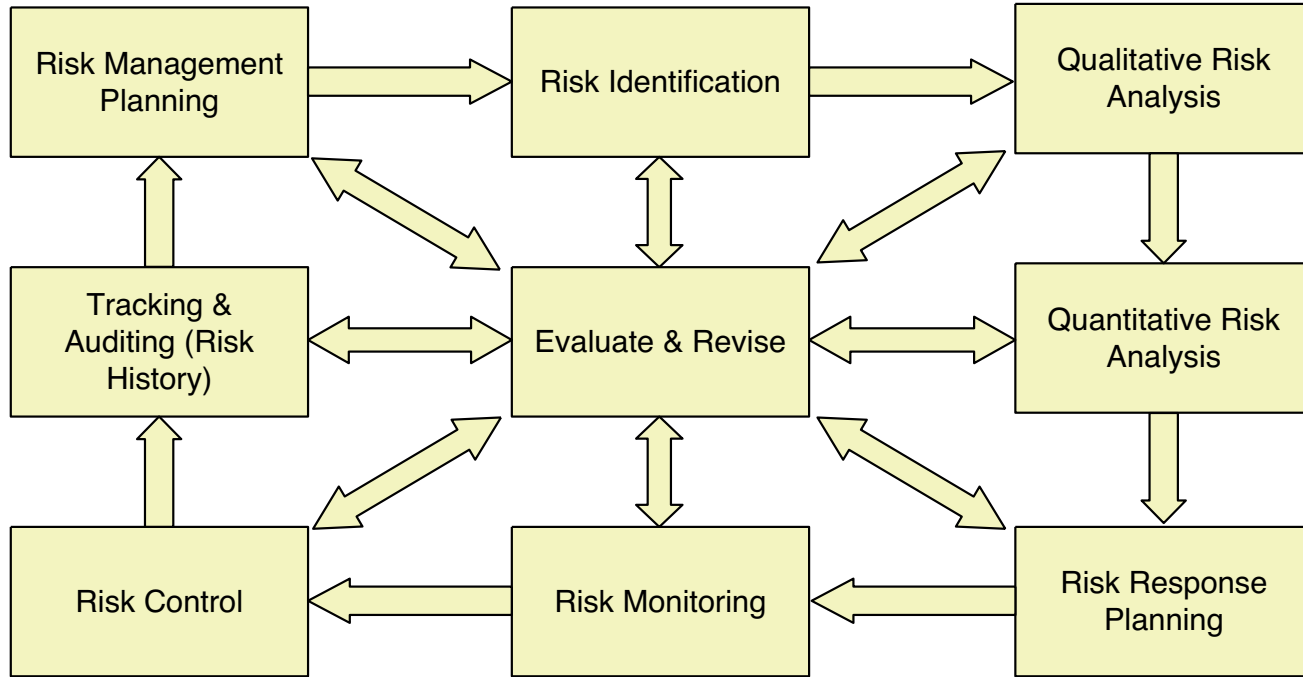 Risk Management
Planning
Risk Identification
Qualitative Risk
Analysis
Tracking &
Auditing (Risk
History)
Evaluate & Revise
Quantitative Risk
Analysis
Risk Control
Risk Monitoring
Risk Response
Planning